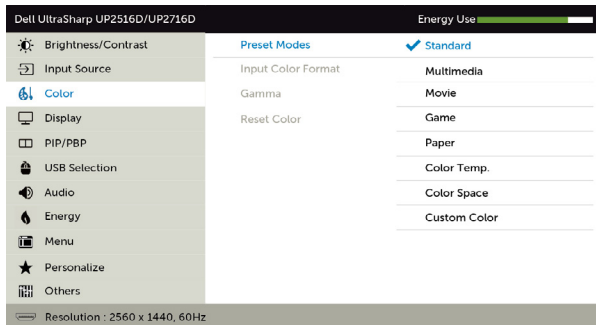 Dell UltraSharp UP2516D/UP2716D Energy Use
Brightness/Contrast Preset Modes Standard
Input Source Input Color Format Multimedia
Color Gamma Movie
Display Reset Color Game
PIP/PBP Paper
USB Selection Color Temp.
Audio Color Space
Energy Custom Color
Menu
Personalize
Others
Resolution : 2560 x 1440, 60Hz